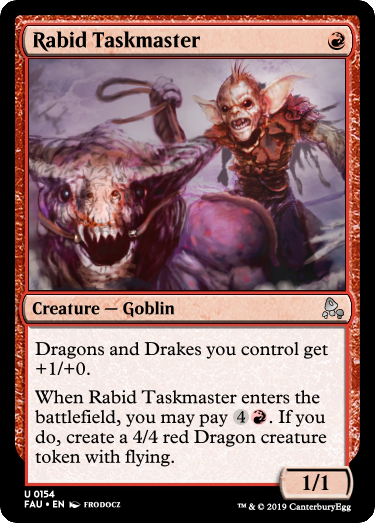 Rabid Taskmaster
Creature — Goblin
Dragons and Drakes you control get
+1/+0.
When Rabid Taskmaster enters the
battlefield, you may pay 4 R. If you
do, create a 4/4 red Dragon creature
token with flying.
1/1
U 0154
FAU • EN FRODOCZ
™ & © 2019 CanterburyEgg